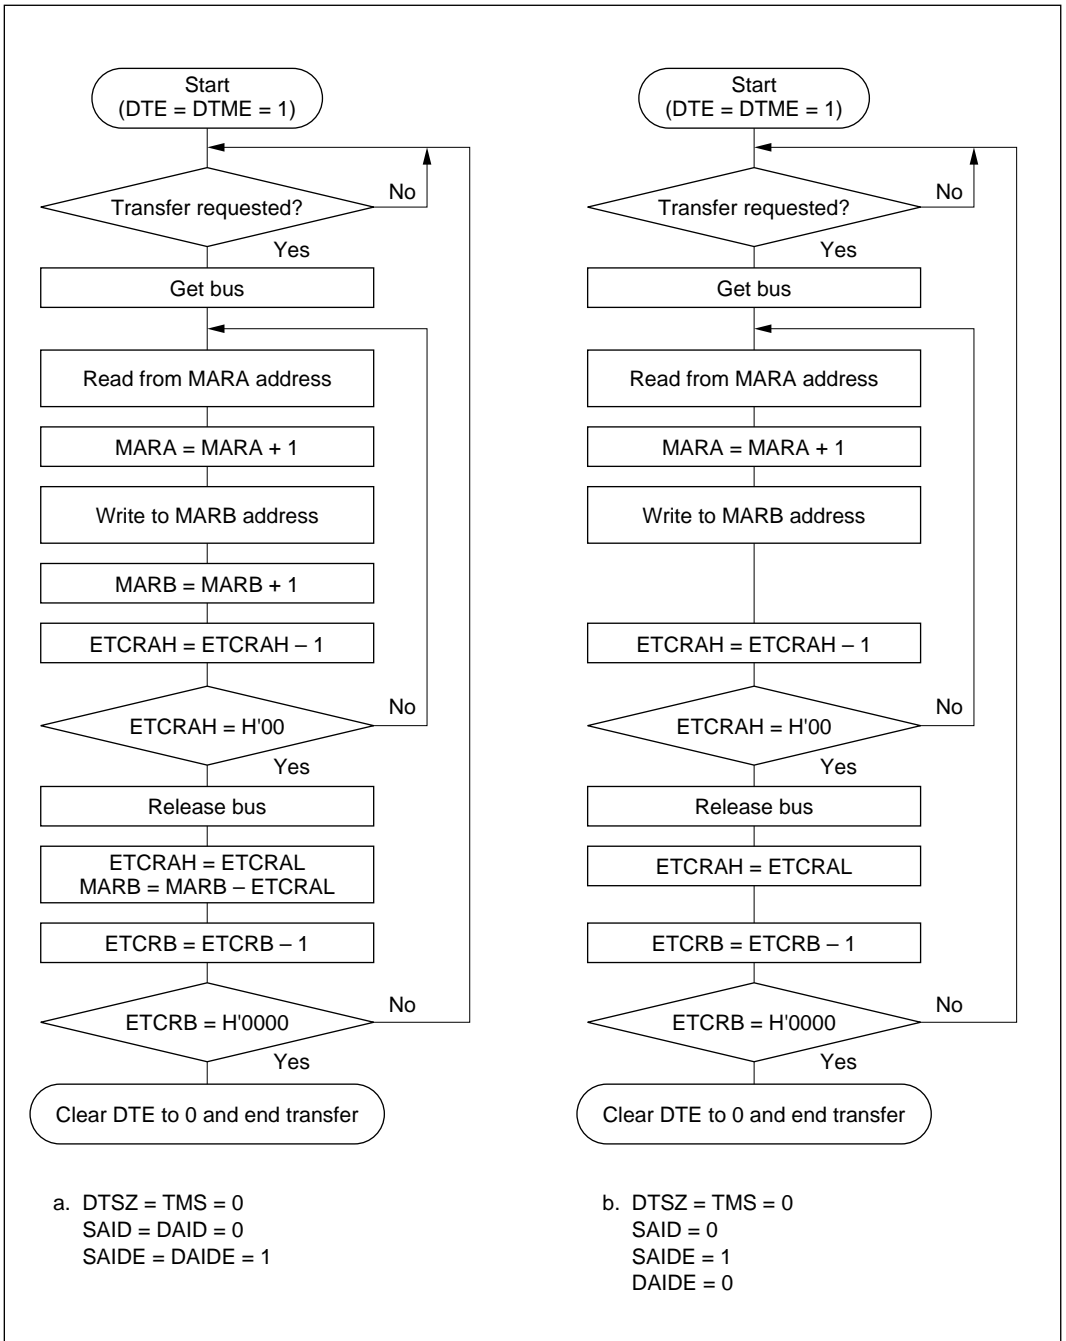 Start
(DTE = DTME = 1)
Transfer requested?
No
Yes
Get bus
Read from MARA address
MARA = MARA + 1
Write to MARB address
MARB = MARB + 1
ETCRAH = ETCRAH – 1
ETCRAH = H'00
No
Yes
Release bus
ETCRAH = ETCRAL
MARB = MARB – ETCRAL
ETCRB = ETCRB – 1
ETCRB = H'0000
No
Yes
Clear DTE to 0 and end transfer
a. DTSZ = TMS = 0
SAID = DAID = 0
SAIDE = DAIDE = 1
Start
(DTE = DTME = 1)
Transfer requested?
No
Yes
Get bus
Read from MARA address
MARA = MARA + 1
Write to MARB address
ETCRAH = ETCRAH – 1
ETCRAH = H'00
No
Yes
Release bus
ETCRAH = ETCRAL
ETCRB = ETCRB – 1
ETCRB = H'0000
No
Yes
Clear DTE to 0 and end transfer
b. DTSZ = TMS = 0
SAID = 0
SAIDE = 1
DAIDE = 0